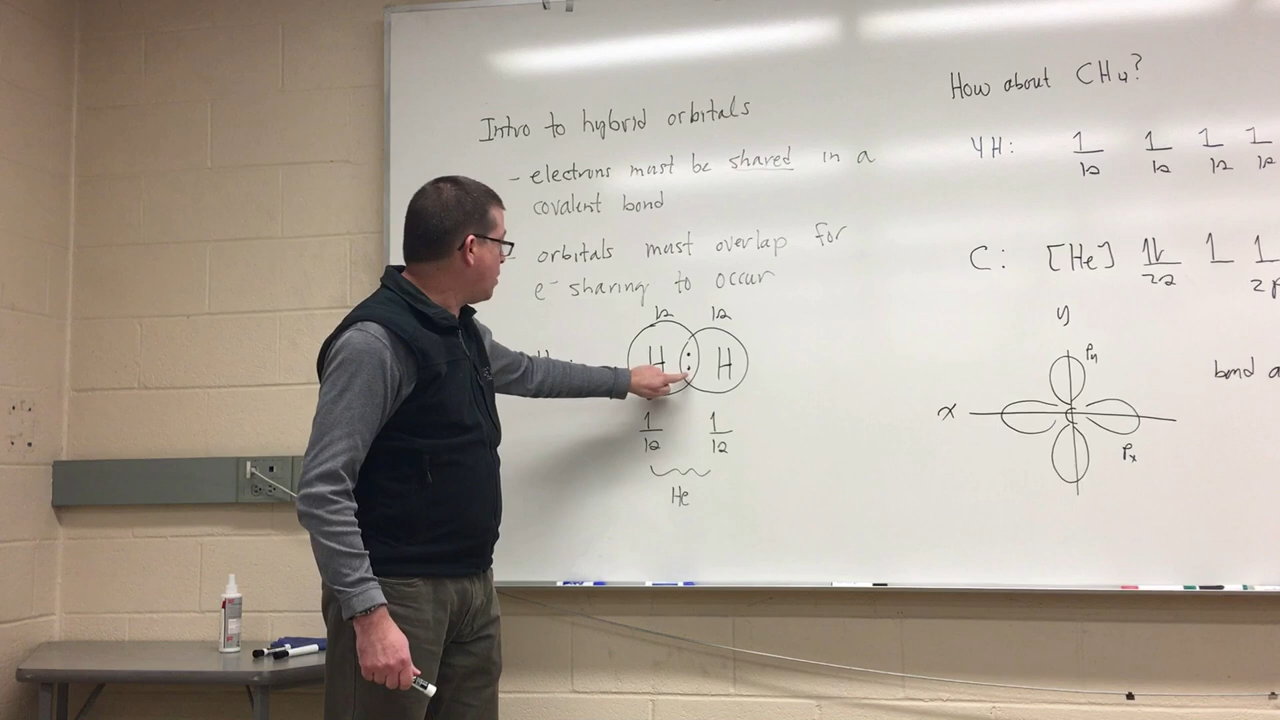 Intro to hybrid orbitals
- electrons must be shared in a
covalent bond
- orbitals must overlap for
e⁻ sharing to occur
1s 1s
H : H
1 1
1s 1s
He
How about CH4?
4H: 1 1 1 1
1s 1s 1s 1s
C: [He] 1l 1 1
2s 2p
y
Py
x C
Px
bond a